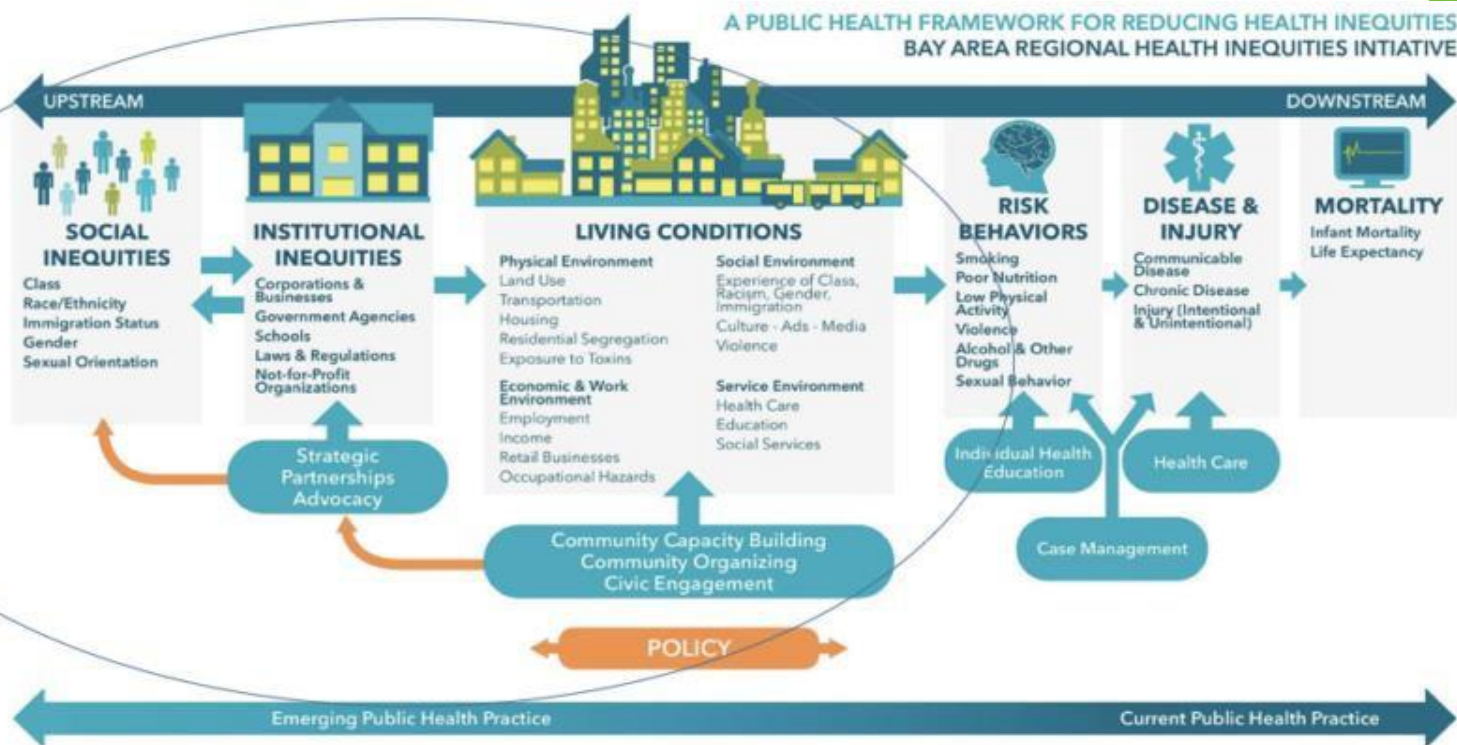 A PUBLIC HEALTH FRAMEWORK FOR REDUCING HEALTH INEQUITIES
BAY AREA REGIONAL HEALTH INEQUITIES INTIATIVE
UPSTREAM
DOWNSTREAM
SOCIAL
INEQUITIES
Class
Race/Ethnicity
Immigration Status
Gender
Sexual Orientation
INSTITUTIONAL
INEQUITIES
Corporations &
Businesses
Government Agencies
Schools
Laws & Regulations
Not-for-Profit
Organizations
Strategic
Partnerships
Advocacy
LIVING CONDITIONS
Physical Environment
Land Use
Transportation
Housing
Residential Segregation
Exposure to Toxins
Economic & Work
Environment
Employment
Income
Retail Businesses
Occupational Hazards
Social Environment
Experience of Class,
Racism, Gender,
Immigration
Culture - Ads - Media
Violence
Service Environment
Health Care
Education
Social Services
Community Capacity Building
Community Organizing
Civic Engagement
RISK
BEHAVIORS
Smoking
Poor Nutrition
Low Physical
Activity
Violence
Alcohol & Other
Drugs
Sexual Behavior
Individual Health
Education
DISEASE &
INJURY
Communicable
Disease
Chronic Disease
Injury (Intentional
& Unintentional)
Health Care
Case Management
MORTALITY
Infant Mortality
Life Expectancy
POLICY
Emerging Public Health Practice
Current Public Health Practice